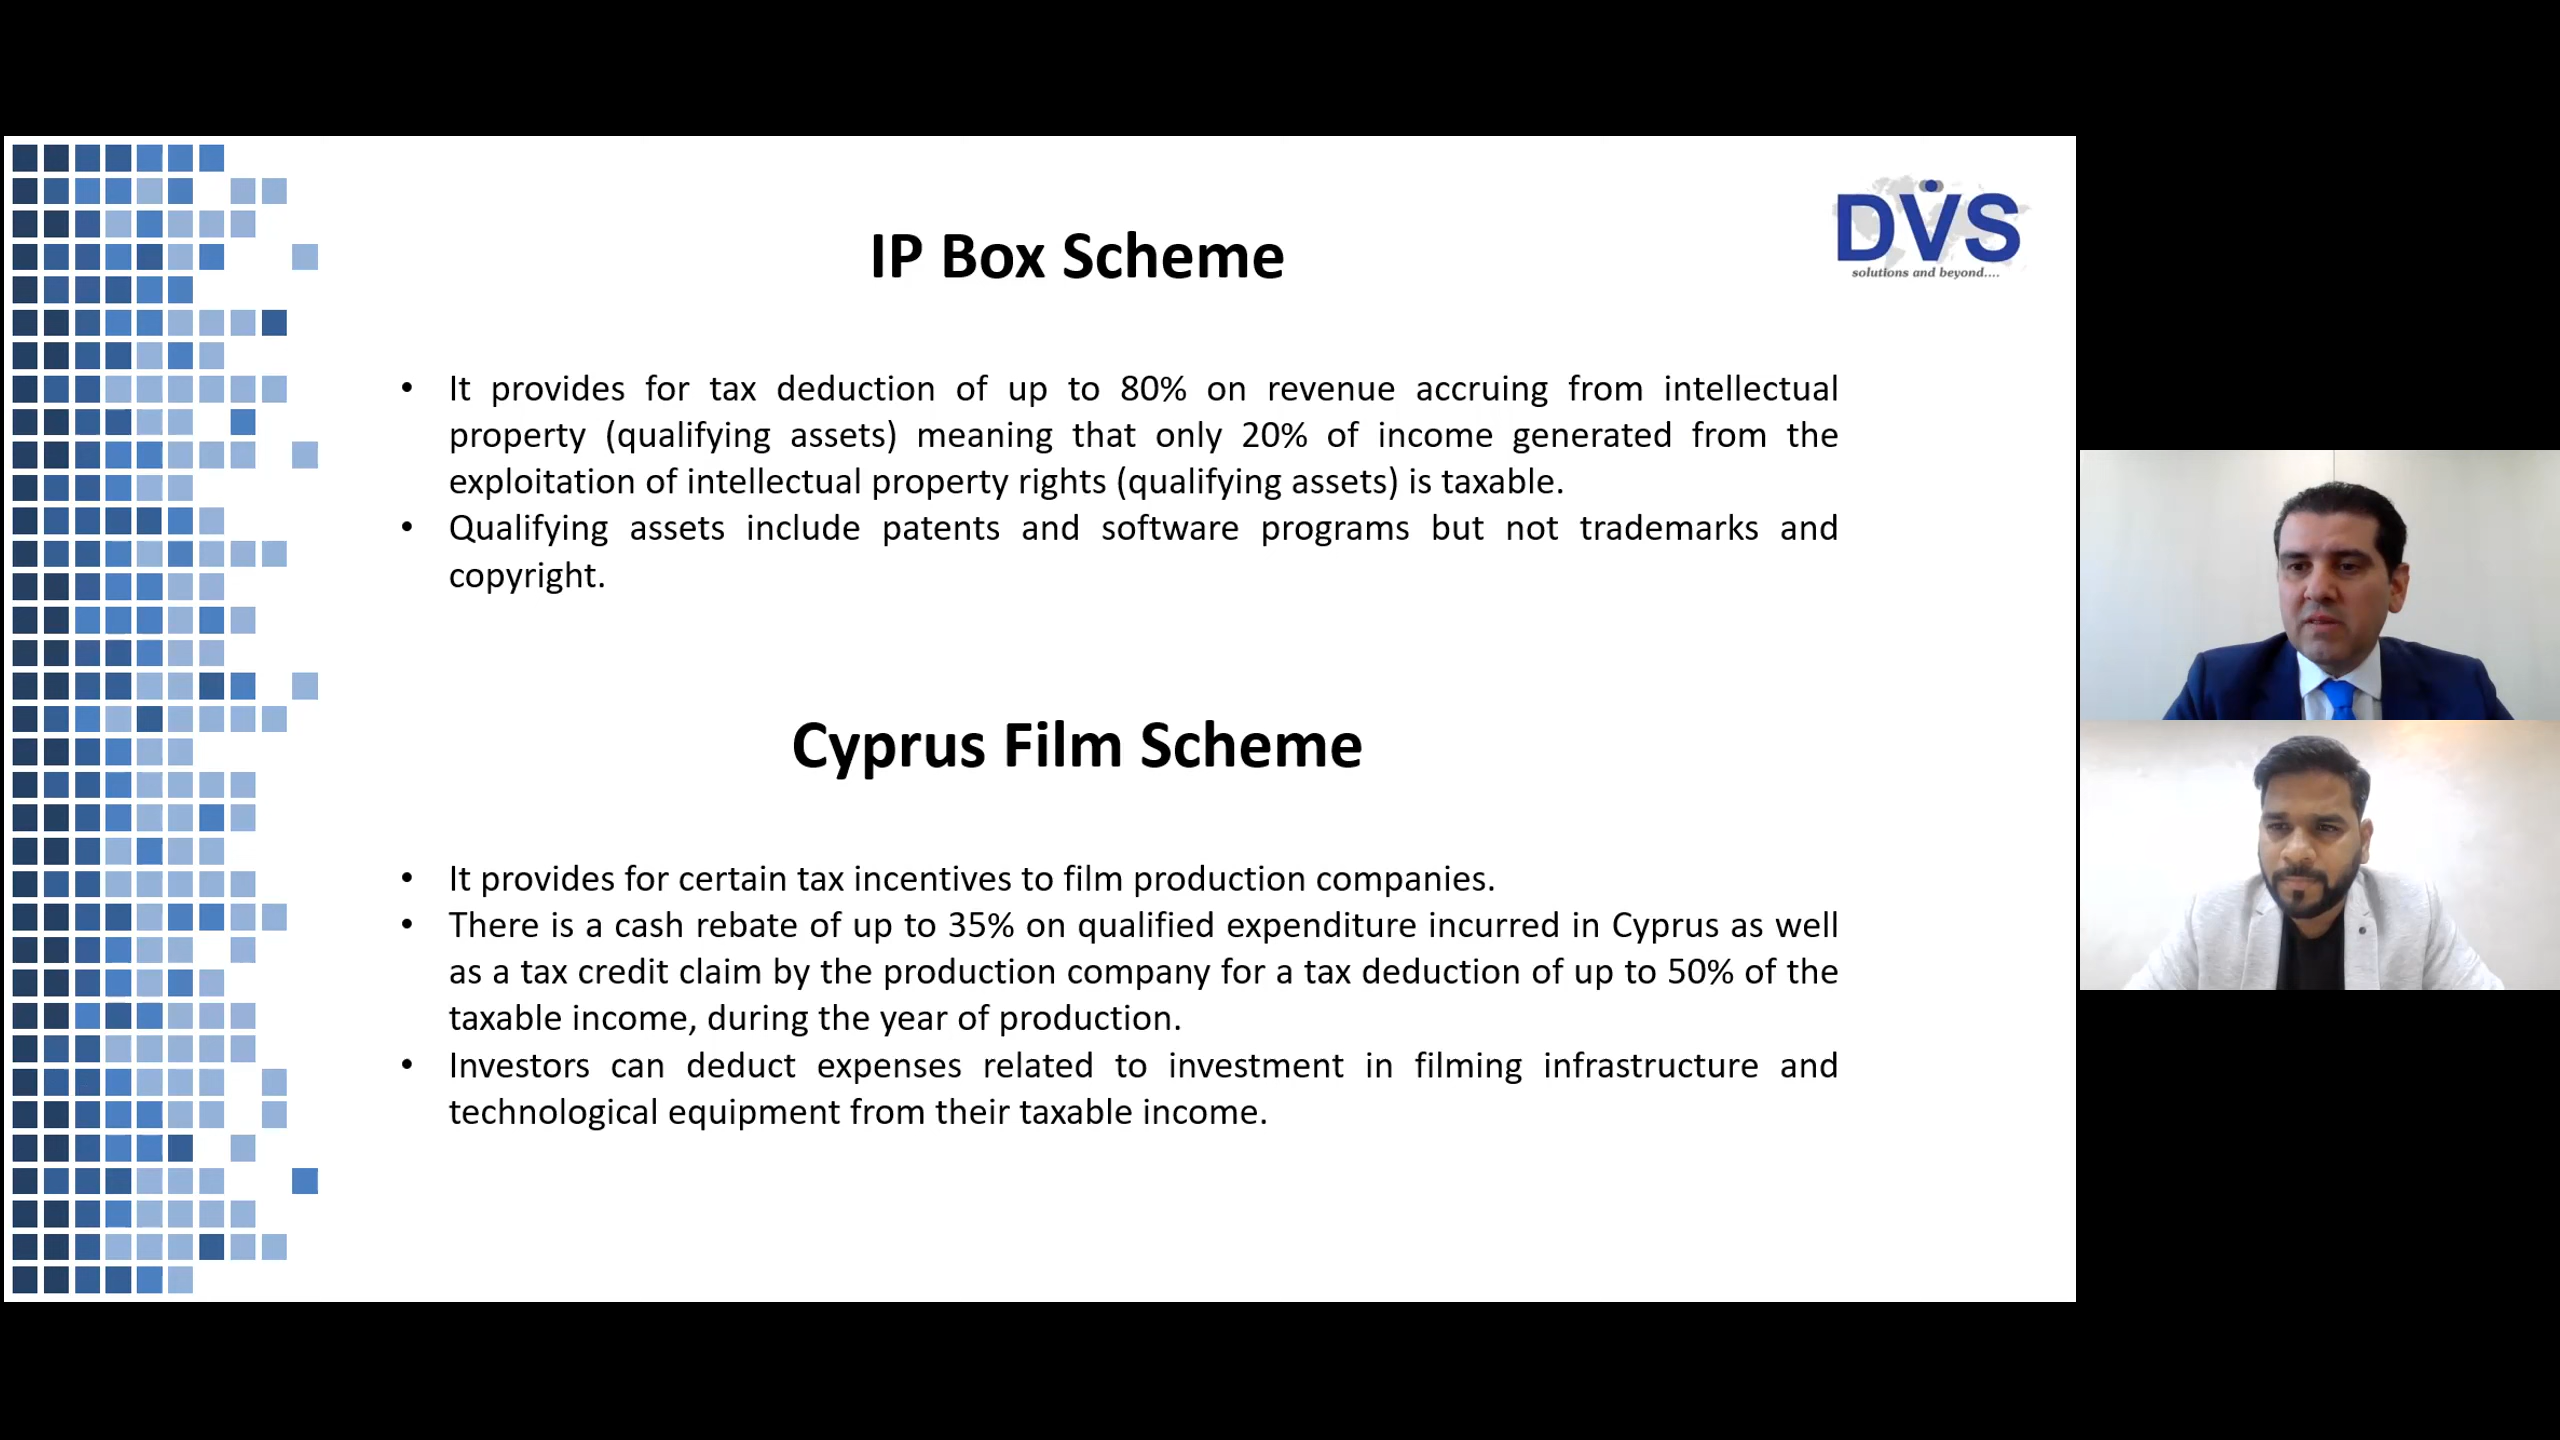 DVS
solutions and beyond....
IP Box Scheme
• It provides for tax deduction of up to 80% on revenue accruing from intellectual
property (qualifying assets) meaning that only 20% of income generated from the
exploitation of intellectual property rights (qualifying assets) is taxable.
• Qualifying assets include patents and software programs but not trademarks and
copyright.
Cyprus Film Scheme
• It provides for certain tax incentives to film production companies.
• There is a cash rebate of up to 35% on qualified expenditure incurred in Cyprus as well
as a tax credit claim by the production company for a tax deduction of up to 50% of the
taxable income, during the year of production.
• Investors can deduct expenses related to investment in filming infrastructure and
technological equipment from their taxable income.